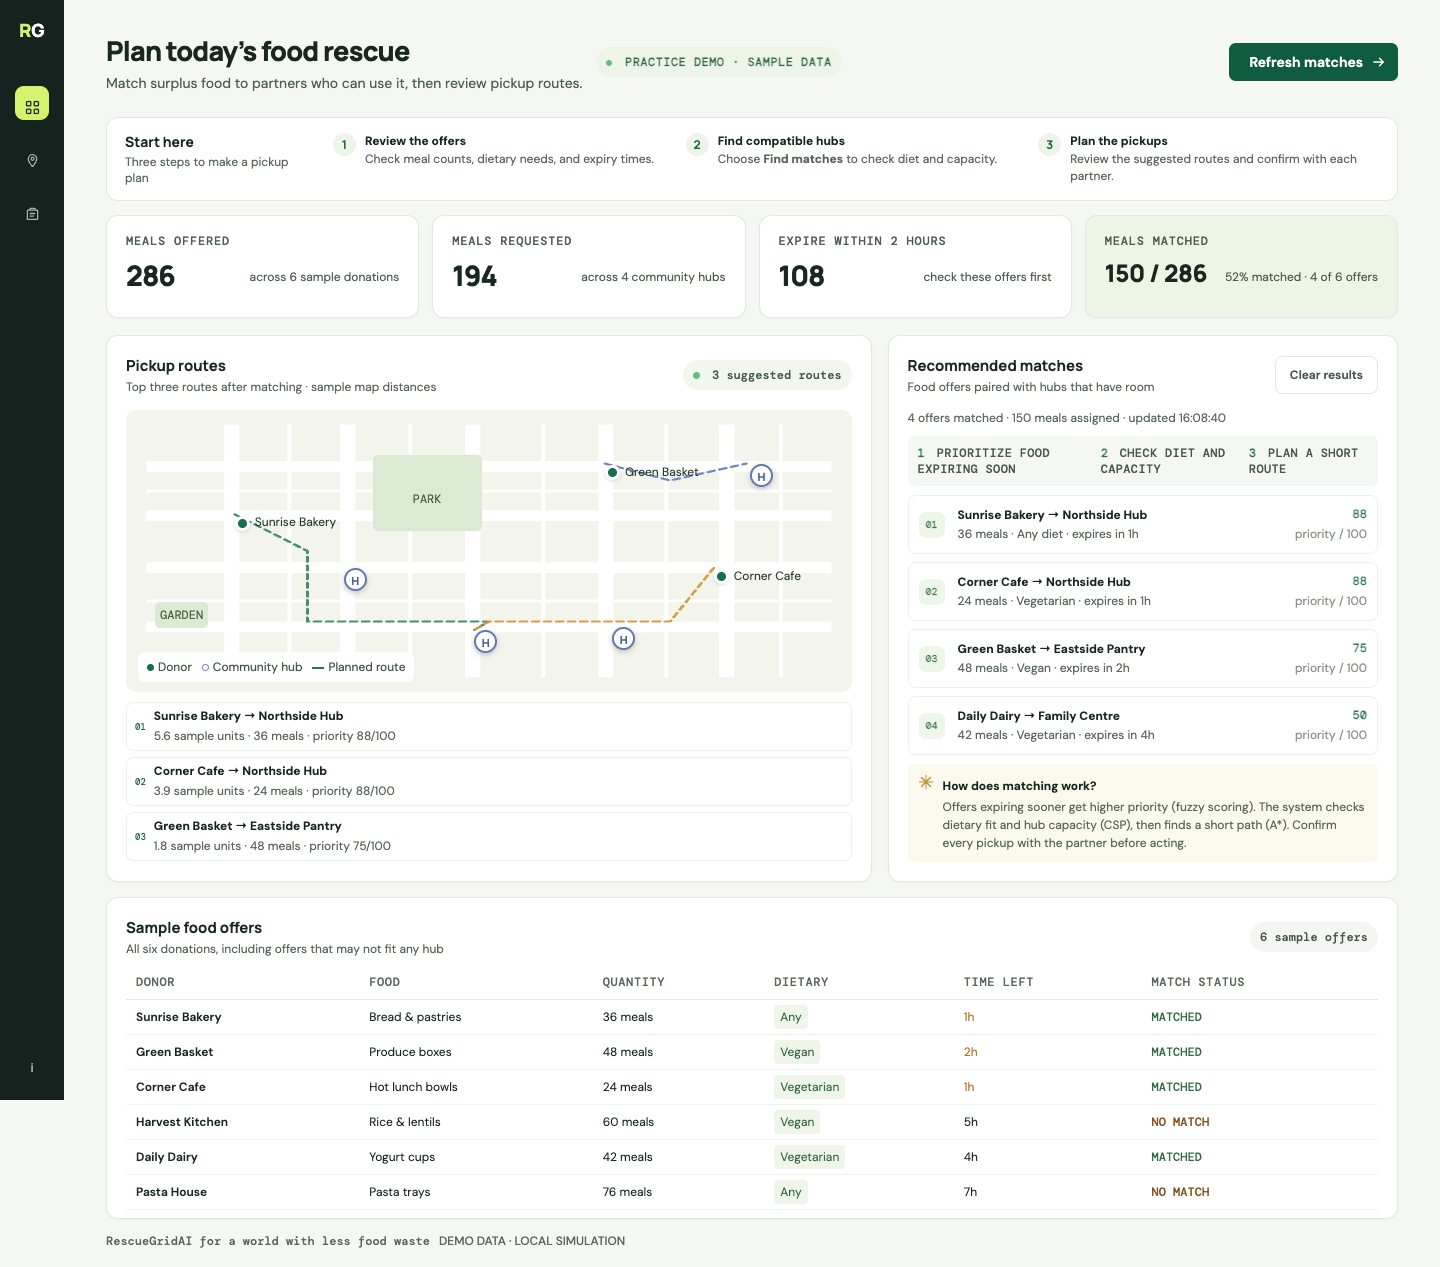 RG
Plan today's food rescue
Match surplus food to partners who can use it, then review pickup routes.
PRACTICE DEMO · SAMPLE DATA
Refresh matches →
Start here
Three steps to make a pickup
plan
1
Review the offers
Check meal counts, dietary needs, and expiry times.
2
Find compatible hubs
Choose Find matches to check diet and capacity.
3
Plan the pickups
Review the suggested routes and confirm with each
partner.
MEALS OFFERED
286
across 6 sample donations
MEALS REQUESTED
194
across 4 community hubs
EXPIRE WITHIN 2 HOURS
108
check these offers first
MEALS MATCHED
150 / 286
52% matched · 4 of 6 offers
Pickup routes
Top three routes after matching · sample map distances
3 suggested routes
Green Basket
H
PARK
Sunrise Bakery
H
Corner Cafe
GARDEN
H
H
Donor
Community hub
Planned route
01
Sunrise Bakery → Northside Hub
5.6 sample units · 36 meals · priority 88/100
02
Corner Cafe → Northside Hub
3.9 sample units · 24 meals · priority 88/100
03
Green Basket → Eastside Pantry
1.8 sample units · 48 meals · priority 75/100
Recommended matches
Food offers paired with hubs that have room
Clear results
4 offers matched · 150 meals assigned · updated 16:08:40
1 PRIORITIZE FOOD
EXPIRING SOON
2 CHECK DIET AND
CAPACITY
3 PLAN A SHORT
ROUTE
01
Sunrise Bakery → Northside Hub
36 meals · Any diet · expires in 1h
88
priority / 100
02
Corner Cafe → Northside Hub
24 meals · Vegetarian · expires in 1h
88
priority / 100
03
Green Basket → Eastside Pantry
48 meals · Vegan · expires in 2h
75
priority / 100
04
Daily Dairy → Family Centre
42 meals · Vegetarian · expires in 4h
50
priority / 100
How does matching work?
Offers expiring sooner get higher priority (fuzzy scoring). The system checks
dietary fit and hub capacity (CSP), then finds a short path (A*). Confirm
every pickup with the partner before acting.
Sample food offers
All six donations, including offers that may not fit any hub
6 sample offers
DONOR FOOD QUANTITY DIETARY TIME LEFT MATCH STATUS
Sunrise Bakery Bread & pastries 36 meals Any 1h MATCHED
Green Basket Produce boxes 48 meals Vegan 2h MATCHED
Corner Cafe Hot lunch bowls 24 meals Vegetarian 1h MATCHED
Harvest Kitchen Rice & lentils 60 meals Vegan 5h NO MATCH
Daily Dairy Yogurt cups 42 meals Vegetarian 4h MATCHED
Pasta House Pasta trays 76 meals Any 7h NO MATCH
i
RescueGridAI for a world with less food waste DEMO DATA · LOCAL SIMULATION